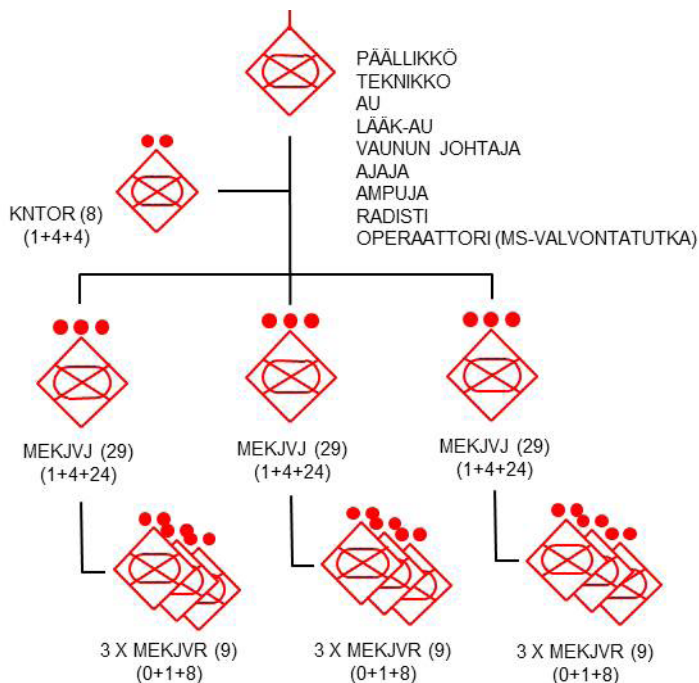 PÄÄLLIKKÖ
TEKNIKKO
AU
LÄÄK-AU
VAUNUN JOHTAJA
AJAJA
AMPUJA
RADISTI
OPERAATTORI (MS-VALVONTATUTKA)
KNTOR (8)
(1+4+4)
MEKJVJ (29)
(1+4+24)
MEKJVJ (29)
(1+4+24)
MEKJVJ (29)
(1+4+24)
3 X MEKJVR (9)
(0+1+8)
3 X MEKJVR (9)
(0+1+8)
3 X MEKJVR (9)
(0+1+8)